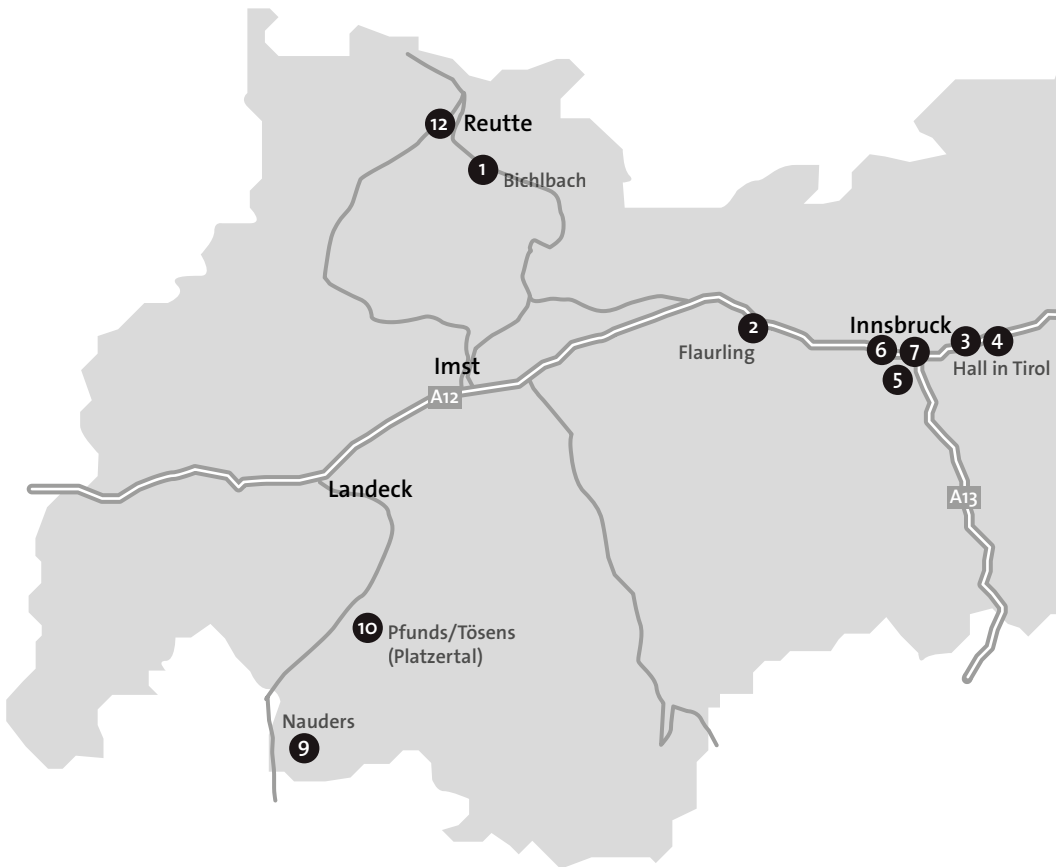 12 Reutte
1 Bichlbach
Innsbruck
2
Flaurling
6 7 3 4
Hall in Tirol
5
Imst
A12
Landeck
A13
10 Pfunds/Tösens
(Platzertal)
Nauders
9